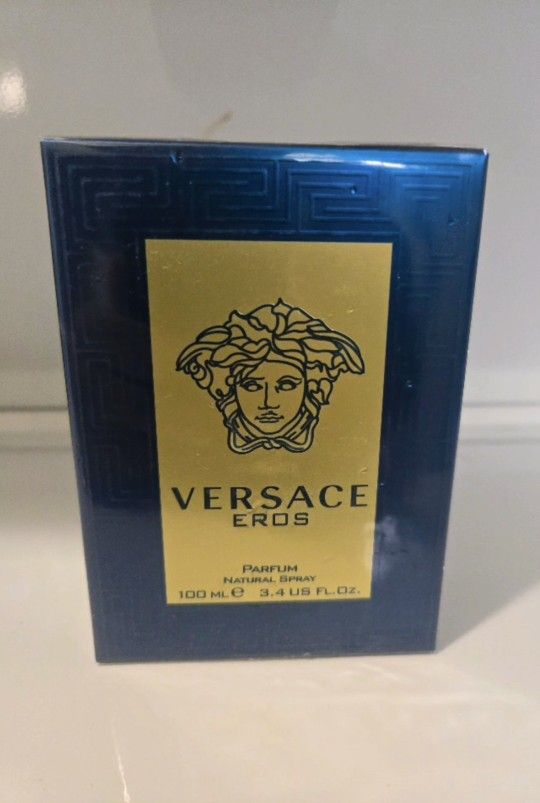 VERSACE
EROS
PARFUM
NATURAL SPRAY
100 ML e 3.4 US FL.OZ.